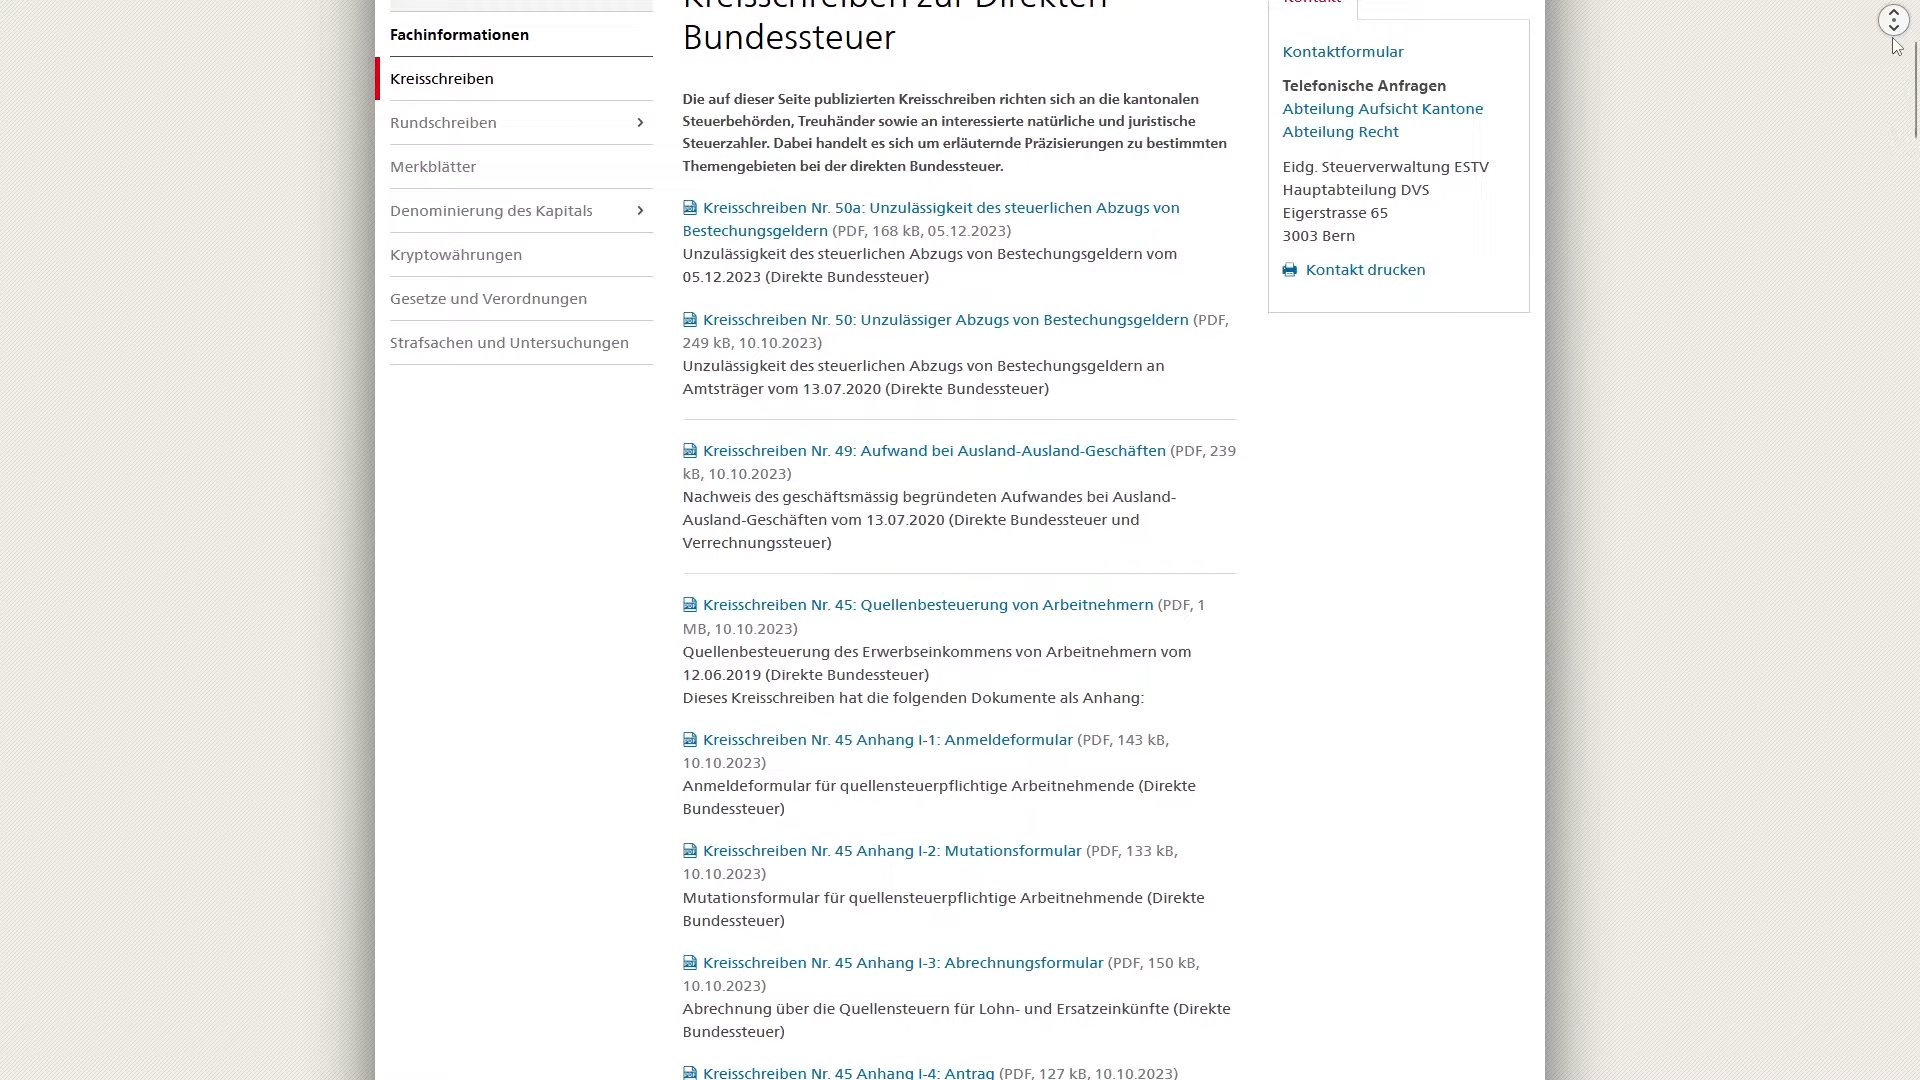 Fachinformationen
Kreisschreiben
Rundschreiben
Merkblätter
Denominierung des Kapitals
Kryptowährungen
Gesetze und Verordnungen
Strafsachen und Untersuchungen
Kreisschreiben zur Direkten
Bundessteuer
Die auf dieser Seite publizierten Kreisschreiben richten sich an die kantonalen
Steuerbehörden, Treuhänder sowie an interessierte natürliche und juristische
Steuerzahler. Dabei handelt es sich um erläuternde Präzisierungen zu bestimmten
Themengebieten bei der direkten Bundessteuer.
Kreisschreiben Nr. 50a: Unzulässigkeit des steuerlichen Abzugs von
Bestechungsgeldern (PDF, 168 kB, 05.12.2023)
Unzulässigkeit des steuerlichen Abzugs von Bestechungsgeldern vom
05.12.2023 (Direkte Bundessteuer)
Kreisschreiben Nr. 50: Unzulässiger Abzugs von Bestechungsgeldern (PDF,
249 kB, 10.10.2023)
Unzulässigkeit des steuerlichen Abzugs von Bestechungsgeldern an
Amtsträger vom 13.07.2020 (Direkte Bundessteuer)
Kreisschreiben Nr. 49: Aufwand bei Ausland-Ausland-Geschäften (PDF, 239
kB, 10.10.2023)
Nachweis des geschäftsmässig begründeten Aufwandes bei Ausland-
Ausland-Geschäften vom 13.07.2020 (Direkte Bundessteuer und
Verrechnungssteuer)
Kreisschreiben Nr. 45: Quellenbesteuerung von Arbeitnehmern (PDF, 1
MB, 10.10.2023)
Quellenbesteuerung des Erwerbseinkommens von Arbeitnehmern vom
12.06.2019 (Direkte Bundessteuer)
Dieses Kreisschreiben hat die folgenden Dokumente als Anhang:
Kreisschreiben Nr. 45 Anhang I-1: Anmeldeformular (PDF, 143 kB,
10.10.2023)
Anmeldeformular für quellensteuerpflichtige Arbeitnehmende (Direkte
Bundessteuer)
Kreisschreiben Nr. 45 Anhang I-2: Mutationsformular (PDF, 133 kB,
10.10.2023)
Mutationsformular für quellensteuerpflichtige Arbeitnehmende (Direkte
Bundessteuer)
Kreisschreiben Nr. 45 Anhang I-3: Abrechnungsformular (PDF, 150 kB,
10.10.2023)
Abrechnung über die Quellensteuern für Lohn- und Ersatzeinkünfte (Direkte
Bundessteuer)
Kreisschreiben Nr. 45 Anhang I-4: Antrag (PDF, 127 kB, 10.10.2023)
Kontakt
Kontaktformular
Telefonische Anfragen
Abteilung Aufsicht Kantone
Abteilung Recht
Eidg. Steuerverwaltung ESTV
Hauptabteilung DVS
Eigerstrasse 65
3003 Bern
Kontakt drucken